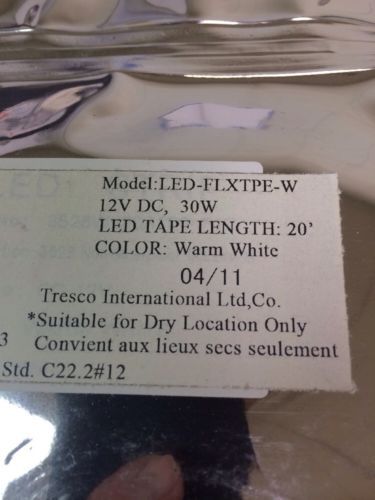 Model:LED-FLXTPE-W
12V DC, 30W
LED TAPE LENGTH: 20'
COLOR: Warm White
04/11
Tresco International Ltd,Co.
*Suitable for Dry Location Only
3 Convient aux lieux secs seulement
Std. C22.2#12